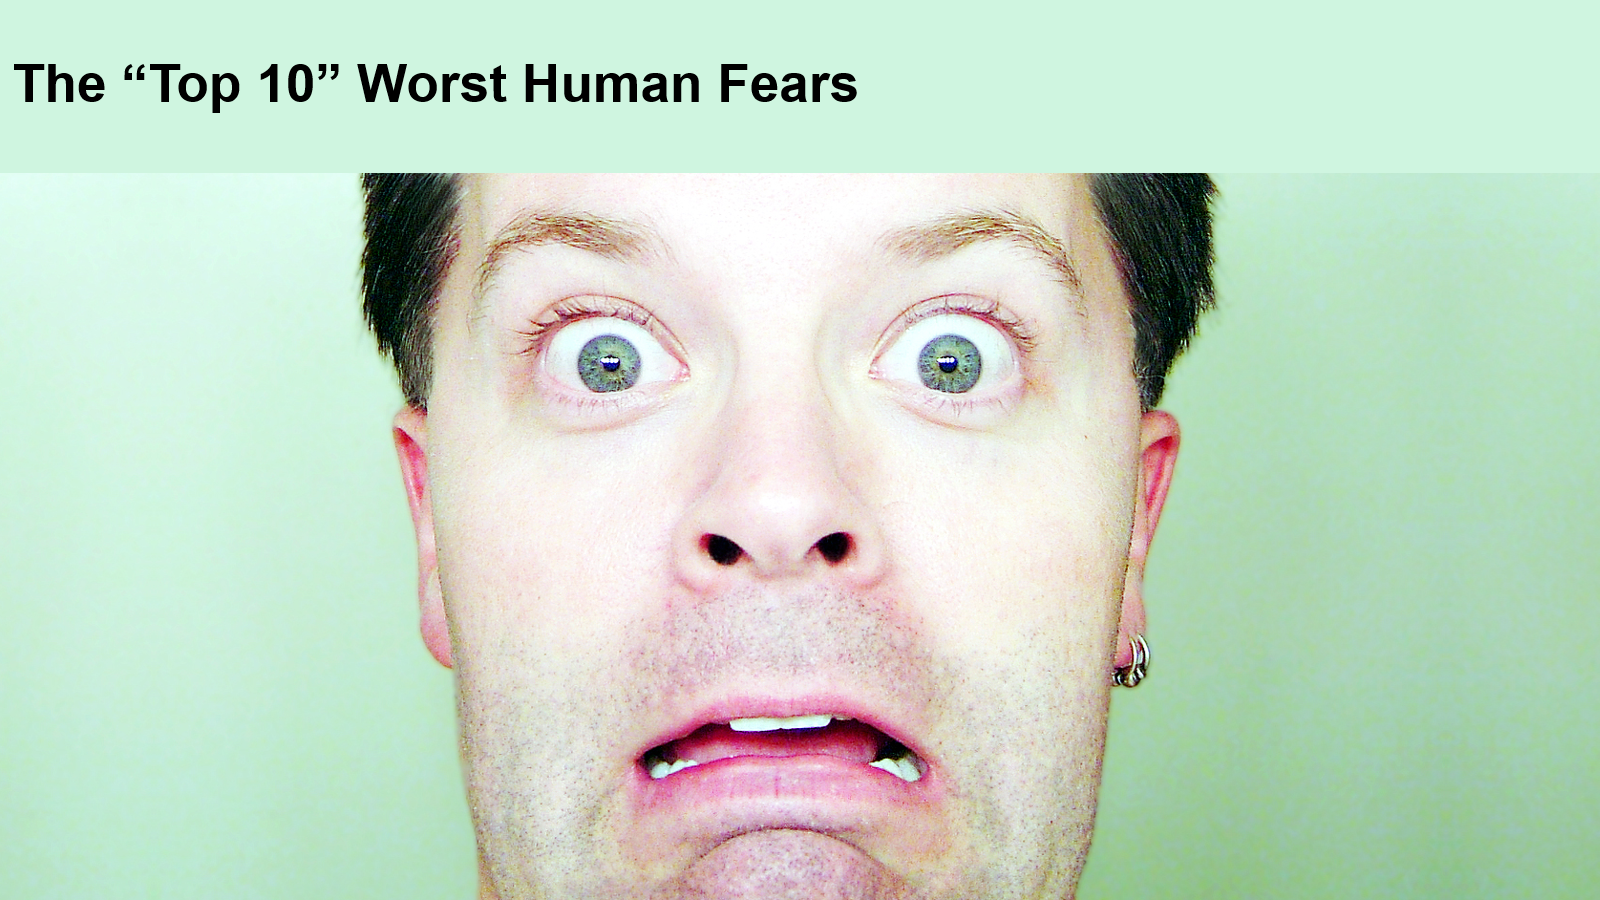 The “Top 10” Worst Human Fears